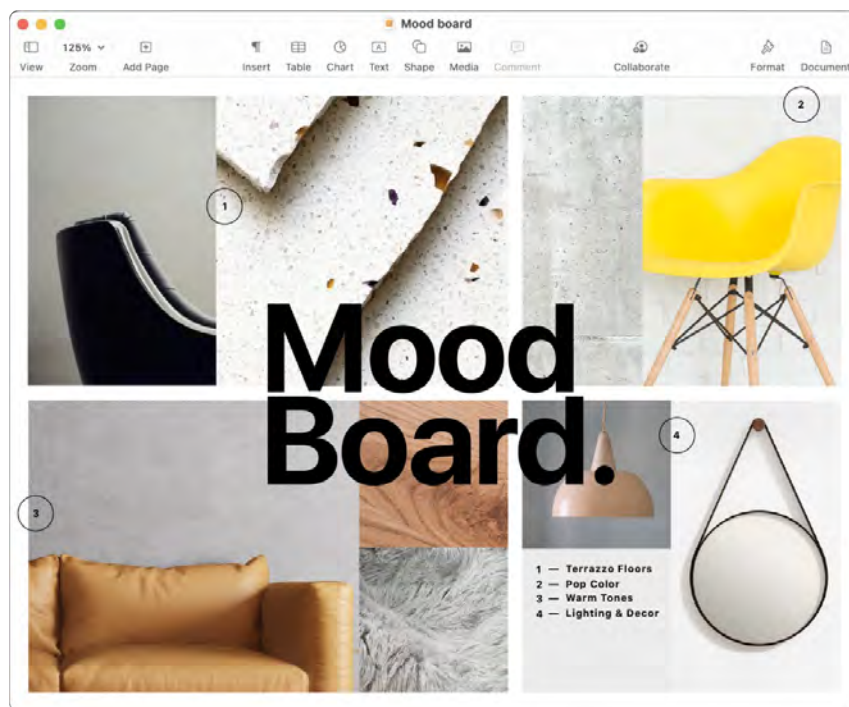 Mood board
125%
View Zoom Add Page Insert Table Chart Text Shape Media Comment Collaborate Format Document
2
1
Mood
Board.
4
3
1 — Terrazzo Floors
2 — Pop Color
3 — Warm Tones
4 — Lighting & Decor